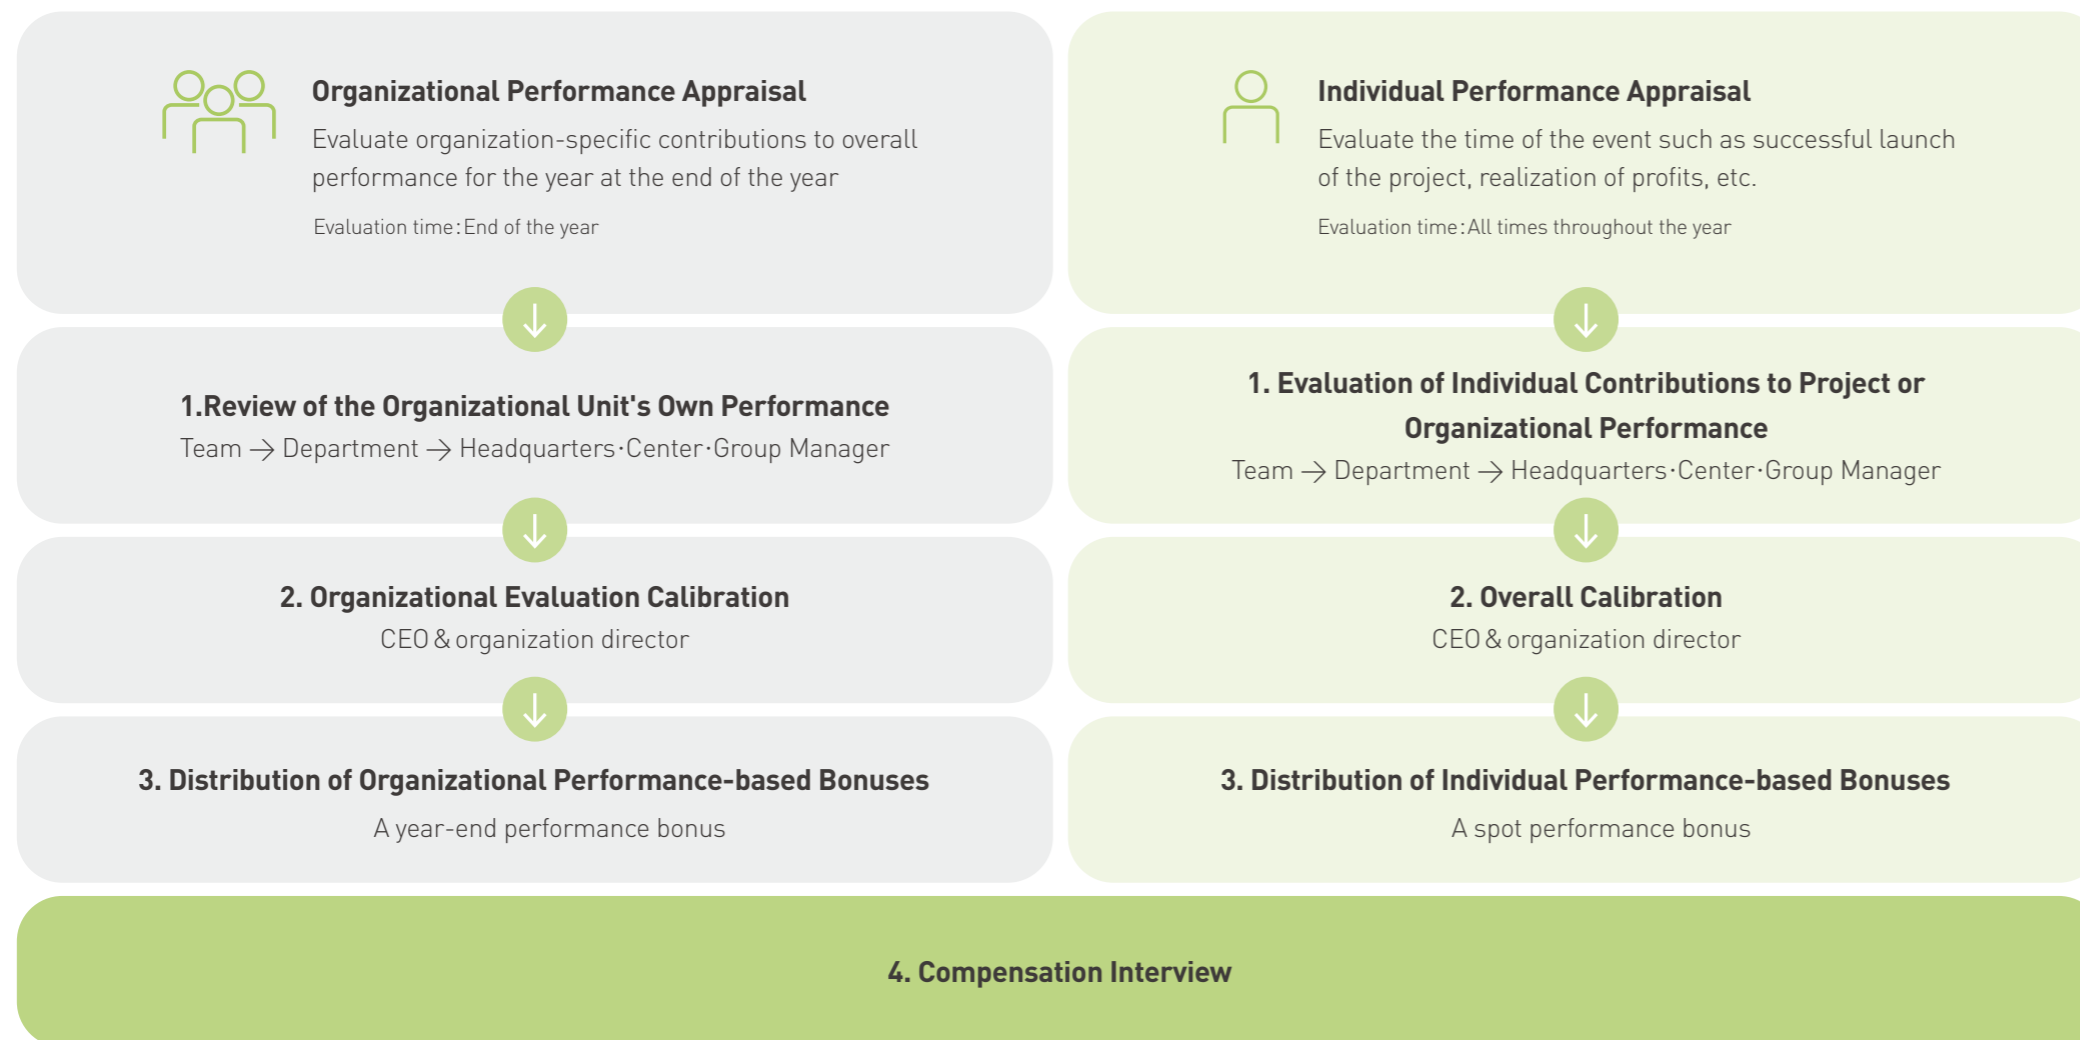 Organizational Performance Appraisal
Evaluate organization-specific contributions to overall
performance for the year at the end of the year
Evaluation time : End of the year
1.Review of the Organizational Unit's Own Performance
Team → Department → Headquarters·Center·Group Manager
2. Organizational Evaluation Calibration
CEO & organization director
3. Distribution of Organizational Performance-based Bonuses
A year-end performance bonus
Individual Performance Appraisal
Evaluate the time of the event such as successful launch
of the project, realization of profits, etc.
Evaluation time : All times throughout the year
1. Evaluation of Individual Contributions to Project or
Organizational Performance
Team → Department → Headquarters·Center·Group Manager
2. Overall Calibration
CEO & organization director
3. Distribution of Individual Performance-based Bonuses
A spot performance bonus
4. Compensation Interview